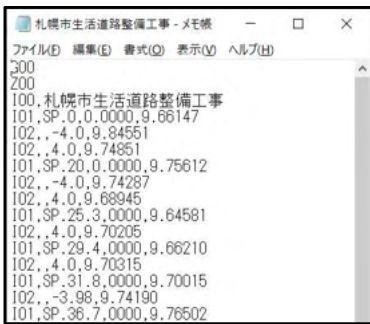 札幌市生活道路整備工事 - メモ帳
ファイル(F) 編集(E) 書式(O) 表示(V) ヘルプ(H)
G00
Z00
I00,札幌市生活道路整備工事
I01,SP.0,0.0000,9.66147
I02,,-4.0,9.84551
I02,,4.0,9.74851
I01,SP.20,0.0000,9.75612
I02,,-4.0,9.74287
I02,,4.0,9.68945
I01,SP.25.3,0000,9.64581
I02,,4.0,9.70205
I01,SP.29.4,0000,9.66210
I02,,4.0,9.70315
I01,SP.31.8,0000,9.70015
I02,,-3.98,9.74190
I01,SP.36.7,0000,9.76502